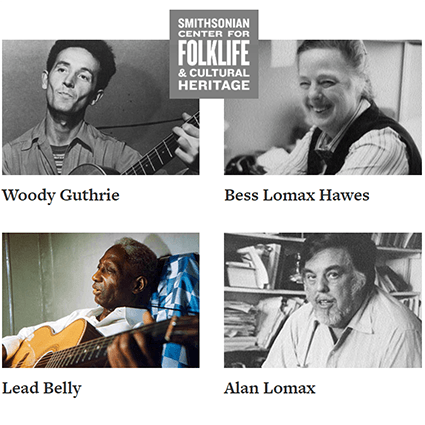 SMITHSONIAN
CENTER FOR
FOLKLIFE
& CULTURAL
HERITAGE
Woody Guthrie
Bess Lomax Hawes
Lead Belly
Alan Lomax